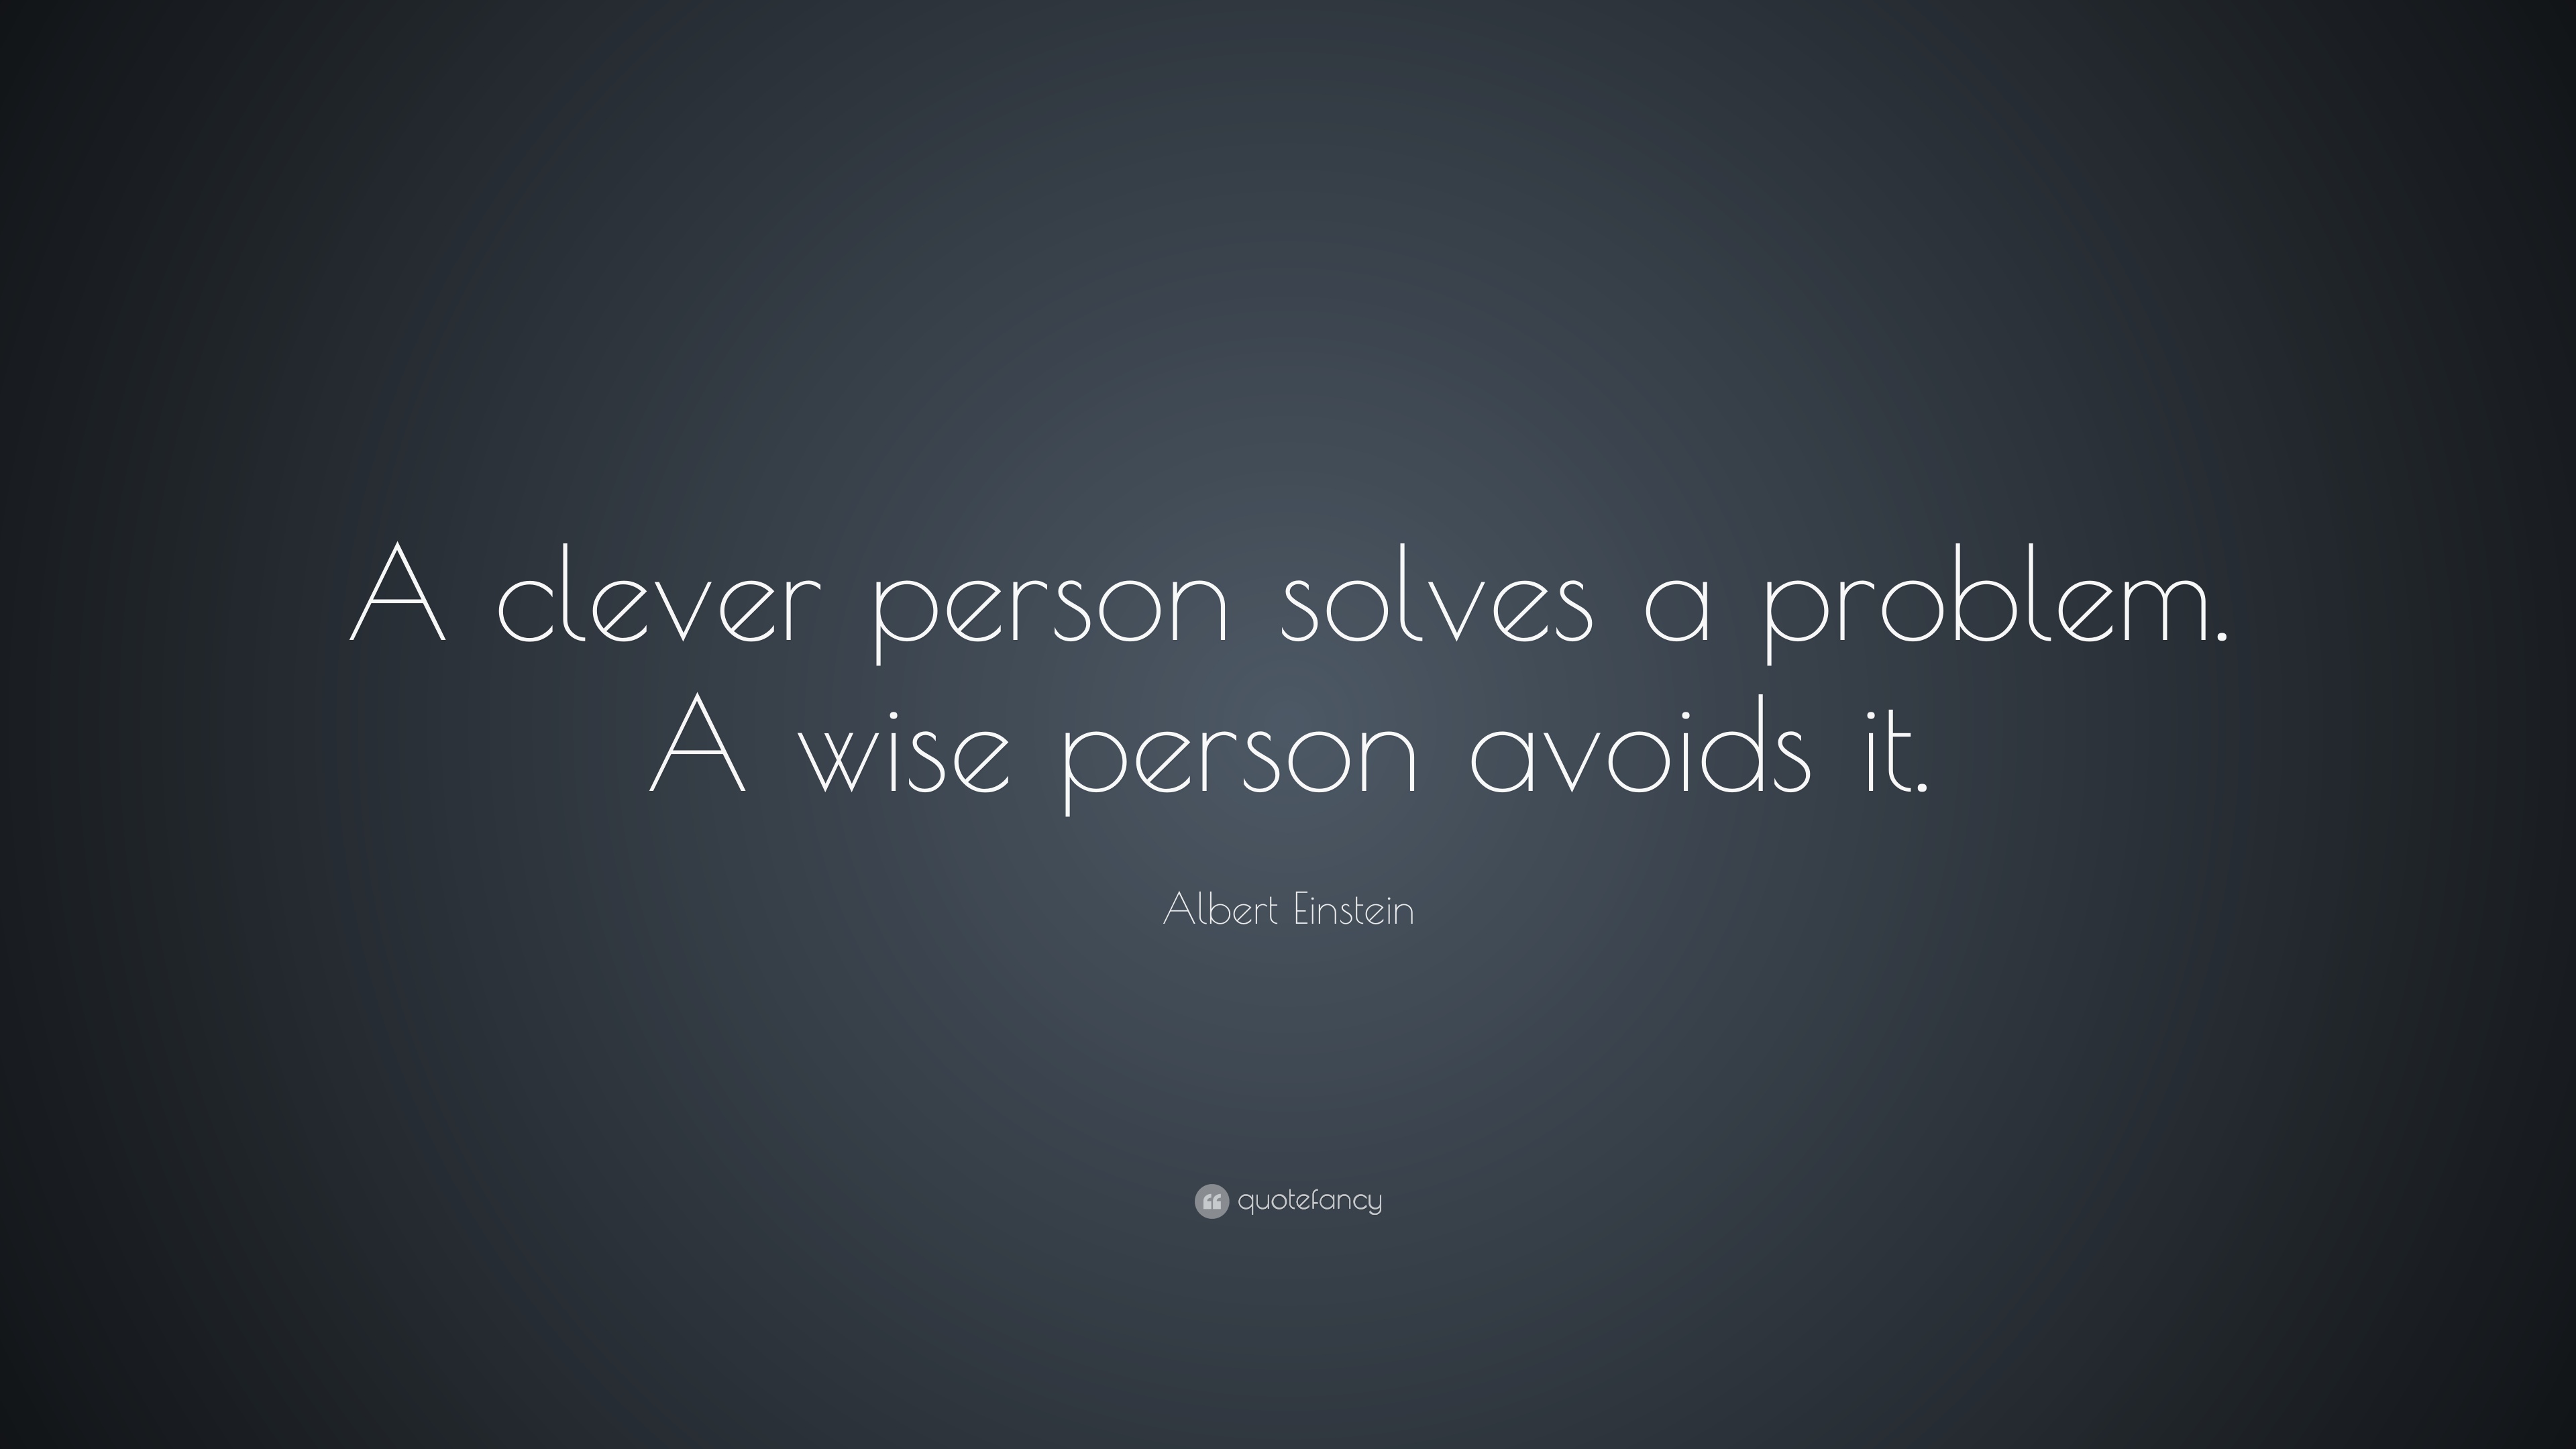 A clever person solves a problem.
A wise person avoids it.
Albert Einstein
quotefancy